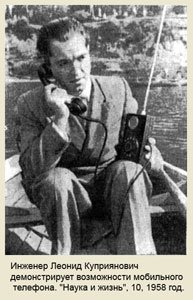 Инженер Леонид Куприянович
демонстрирует возможности мобильного
телефона. "Наука и жизнь", 10, 1958 год.